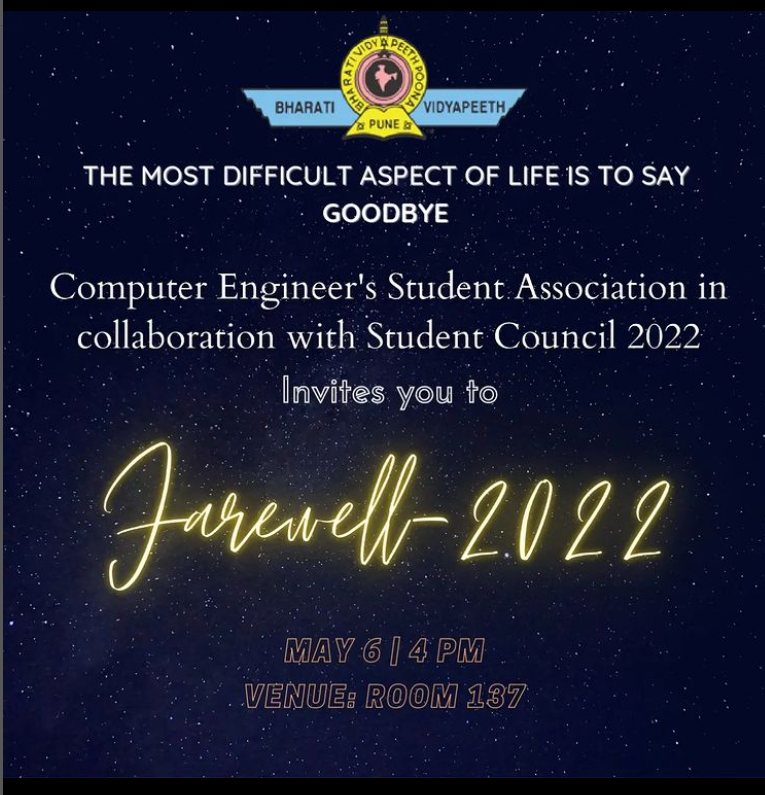 BHARATI VIDYAPEETH POONA
BHARATI
VIDYAPEETH
PUNE
THE MOST DIFFICULT ASPECT OF LIFE IS TO SAY
GOODBYE
Computer Engineer's Student Association in
collaboration with Student Council 2022
Invites you to
Farewell-2022
MAY 6 | 4 PM
VENUE: ROOM 137